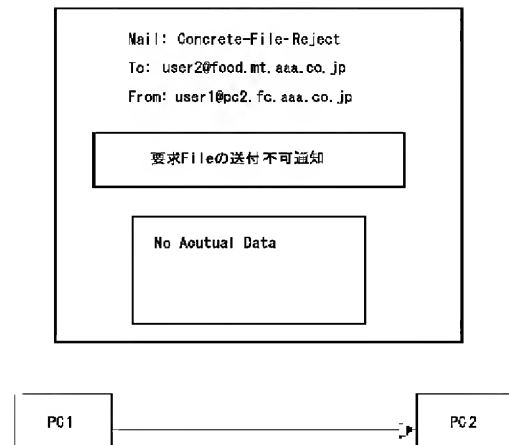 Mail: Concrete-File-Reject
To: user2@food.mt.aaa.co.jp
From: user1@pc2.fc.aaa.co.jp
要求Fileの送付不可通知
No Aoutual Data
PC1
PC2